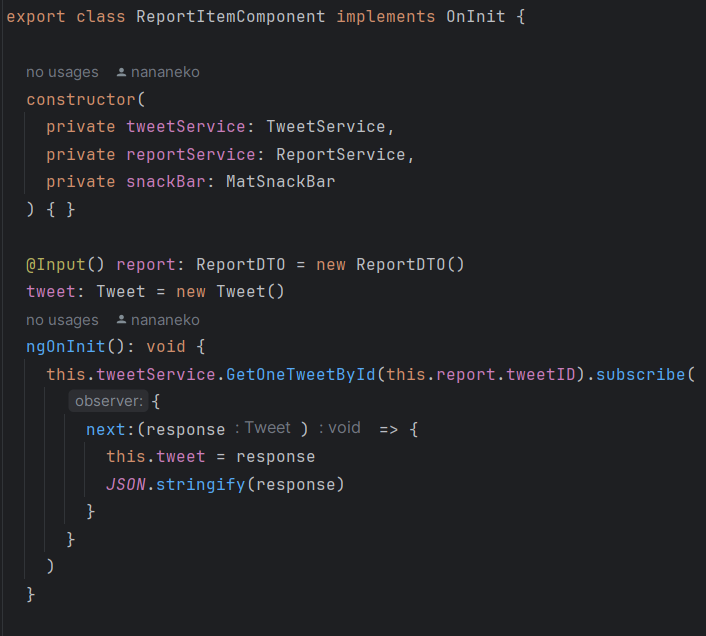 export class ReportItemComponent implements OnInit {
no usages nananeko
constructor(
private tweetService: TweetService,
private reportService: ReportService,
private snackBar: MatSnackBar
) { }
@Input() report: ReportDTO = new ReportDTO()
tweet: Tweet = new Tweet()
no usages nananeko
ngOnInit(): void {
this.tweetService.GetOneTweetById(this.report.tweetID).subscribe(
observer: {
next:(response : Tweet ) : void => {
this.tweet = response
JSON.stringify(response)
}
}
)
}